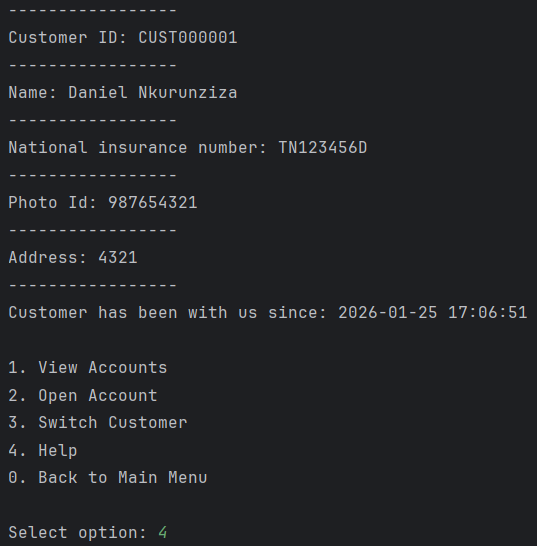 -----------------
Customer ID: CUST000001
-----------------
Name: Daniel Nkurunziza
-----------------
National insurance number: TN123456D
-----------------
Photo Id: 987654321
-----------------
Address: 4321
-----------------
Customer has been with us since: 2026-01-25 17:06:51
1. View Accounts
2. Open Account
3. Switch Customer
4. Help
0. Back to Main Menu
Select option: 4